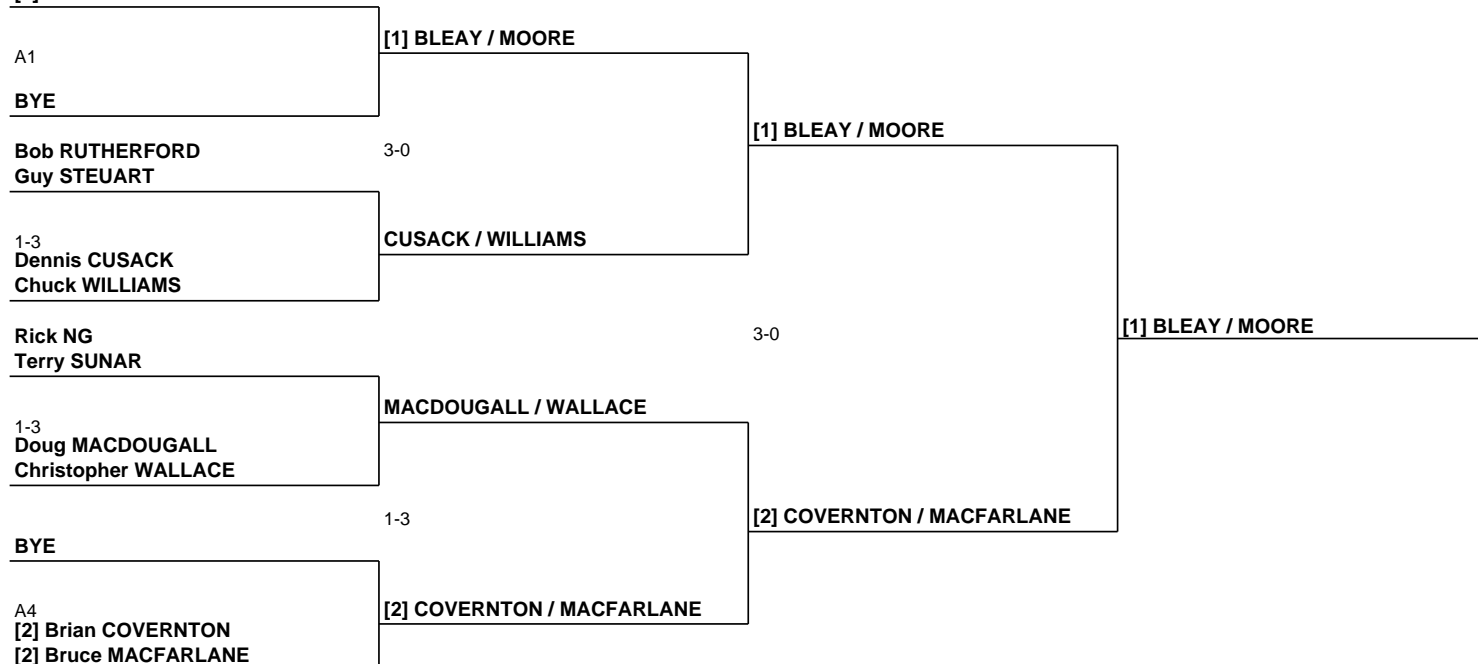 [1] BLEAY / MOORE
A1
BYE
[1] BLEAY / MOORE
Bob RUTHERFORD
3-0
Guy STEUART
1-3
CUSACK / WILLIAMS
Dennis CUSACK
Chuck WILLIAMS
Rick NG
3-0
[1] BLEAY / MOORE
Terry SUNAR
MACDOUGALL / WALLACE
1-3
Doug MACDOUGALL
Christopher WALLACE
1-3
[2] COVERNTON / MACFARLANE
BYE
A4
[2] COVERNTON / MACFARLANE
[2] Brian COVERNTON
[2] Bruce MACFARLANE